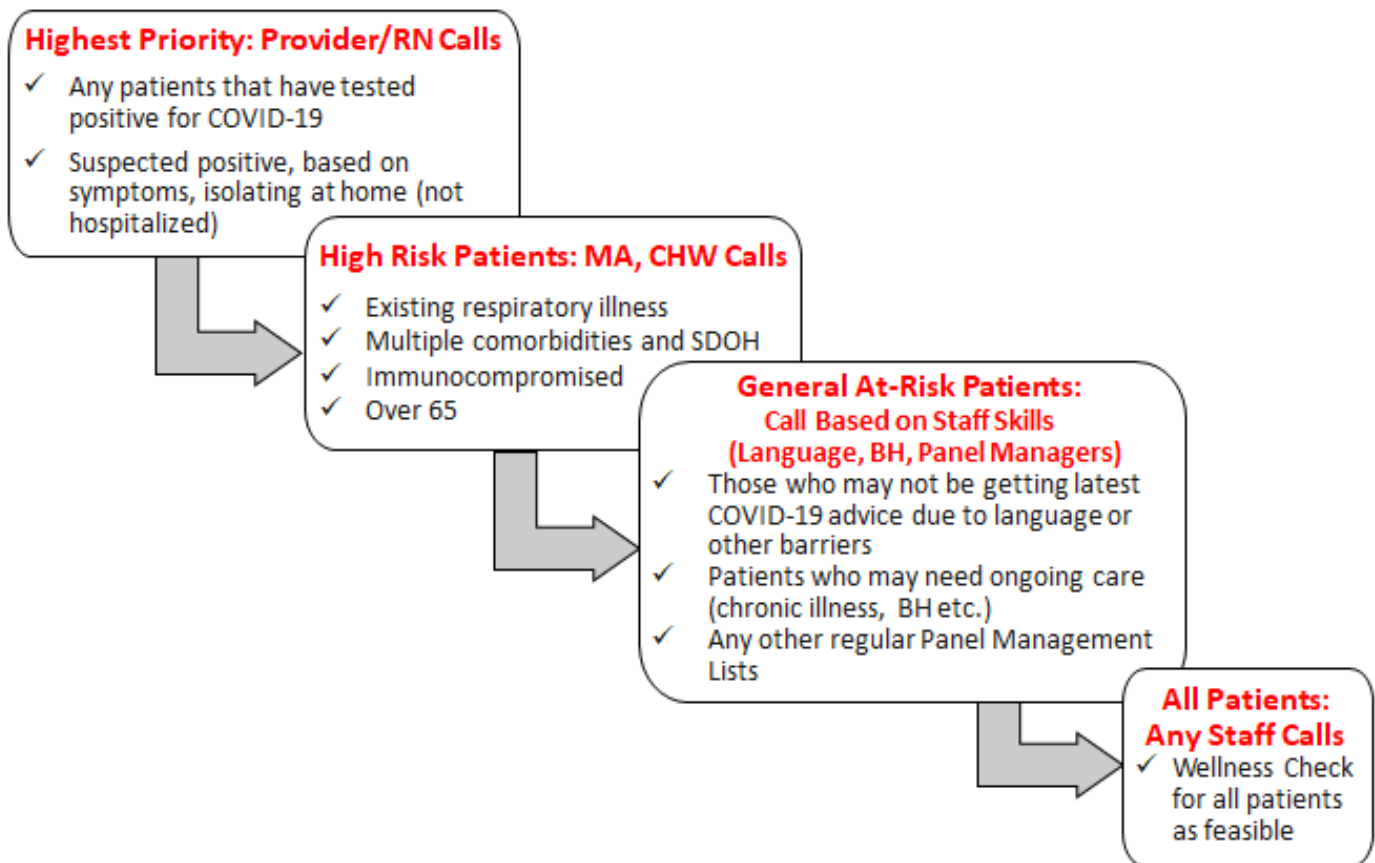 Highest Priority: Provider/RN Calls
✓ Any patients that have tested
positive for COVID-19
✓ Suspected positive, based on
symptoms, isolating at home (not
hospitalized)
High Risk Patients: MA, CHW Calls
✓ Existing respiratory illness
✓ Multiple comorbidities and SDOH
✓ Immunocompromised
✓ Over 65
General At-Risk Patients:
Call Based on Staff Skills
(Language, BH, Panel Managers)
✓ Those who may not be getting latest
COVID-19 advice due to language or
other barriers
✓ Patients who may need ongoing care
(chronic illness, BH etc.)
✓ Any other regular Panel Management
Lists
All Patients:
Any Staff Calls
✓ Wellness Check
for all patients
as feasible